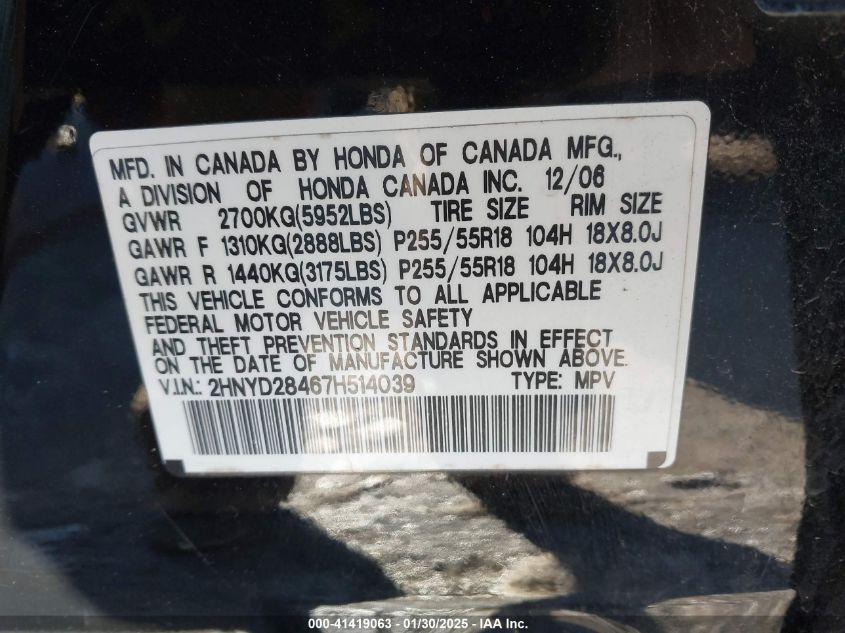 MFD. IN CANADA BY HONDA OF CANADA MFG.,
A DIVISION OF HONDA CANADA INC. 12/06
GVWR 2700KG(5952LBS) TIRE SIZE RIM SIZE
GAWR F 1310KG(2888LBS) P255/55R18 104H 18X8.0J
GAWR R 1440KG(3175LBS) P255/55R18 104H 18X8.0J
THIS VEHICLE CONFORMS TO ALL APPLICABLE
FEDERAL MOTOR VEHICLE SAFETY
AND THEFT PREVENTION STANDARDS IN EFFECT
ON THE DATE OF MANUFACTURE SHOWN ABOVE.
V.I.N.: 2HNYD28467H514039 TYPE: MPV
000-41419063 - 01/30/2025 - IAA Inc.